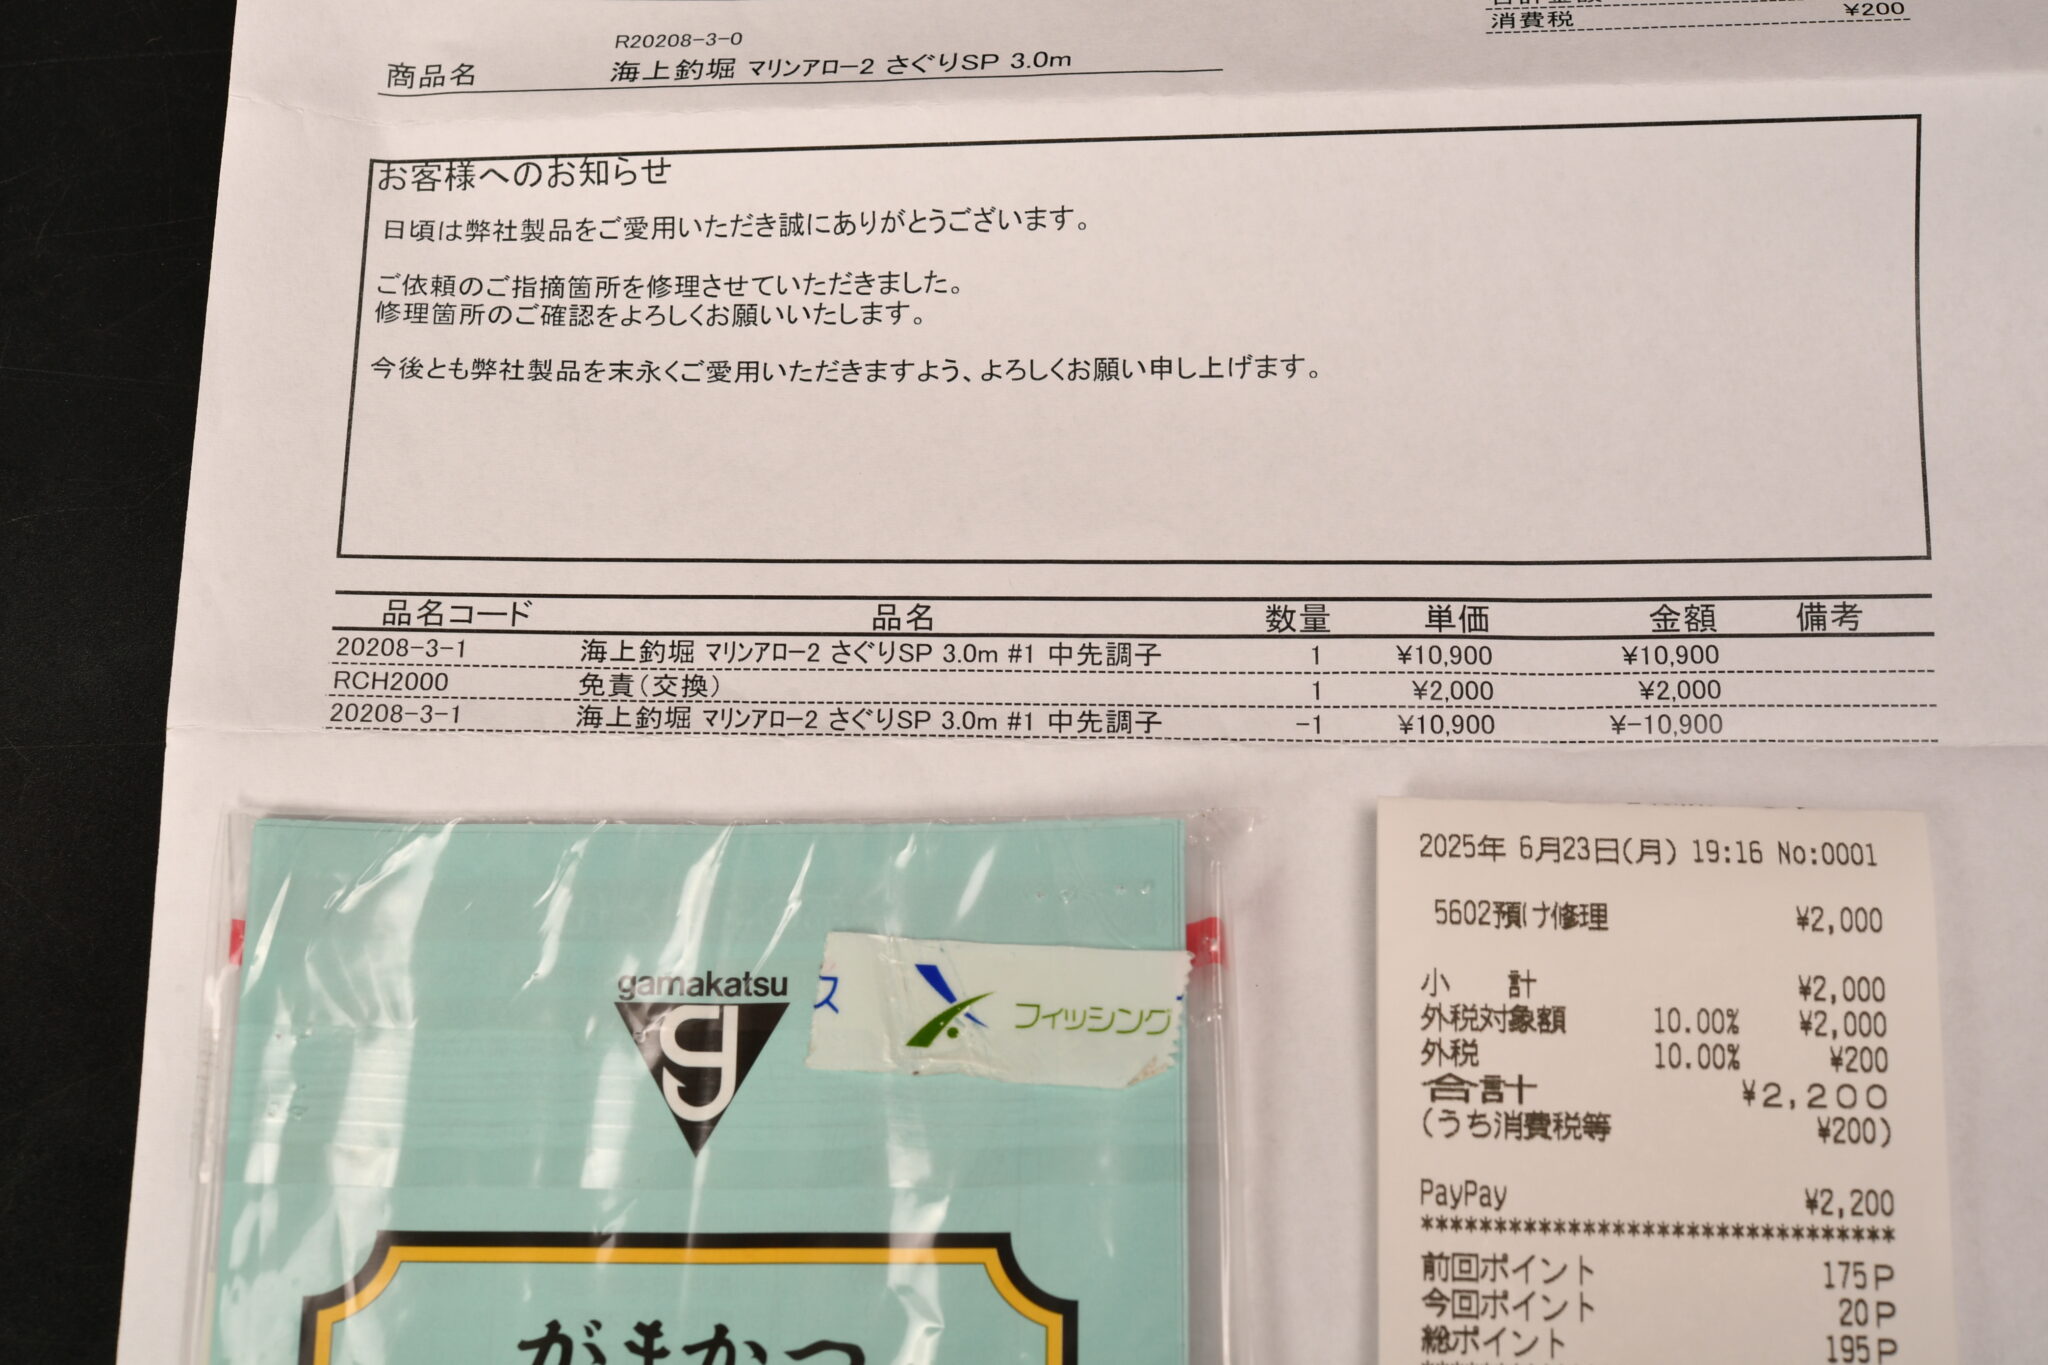 消費税 ¥200
R20208-3-0
商品名 海上釣堀 マリンアロー2 さぐりSP 3.0m
お客様へのお知らせ
日頃は弊社製品をご愛用いただき誠にありがとうございます。
ご依頼のご指摘箇所を修理させていただきました。
修理箇所のご確認をよろしくお願いいたします。
今後とも弊社製品を末永くご愛用いただきますよう、よろしくお願い申し上げます。
品名コード 品名 数量 単価 金額 備考
20208-3-1 海上釣堀 マリンアロー2 さぐりSP 3.0m #1 中先調子 1 ¥10,900 ¥10,900
RCH2000 免責(交換) 1 ¥2,000 ¥2,000
20208-3-1 海上釣堀 マリンアロー2 さぐりSP 3.0m #1 中先調子 -1 ¥10,900 ¥-10,900
gamakatsu
ス フィッシング
がまかつ
2025年 6月23日(月) 19:16 No:0001
5602預け修理 ¥2,000
小 計 ¥2,000
外税対象額 10.00% ¥2,000
外税 10.00% ¥200
合計 ¥2,200
(うち消費税等 ¥200)
PayPay ¥2,200
*********************************
前回ポイント 175P
今回ポイント 20P
総ポイント 195P